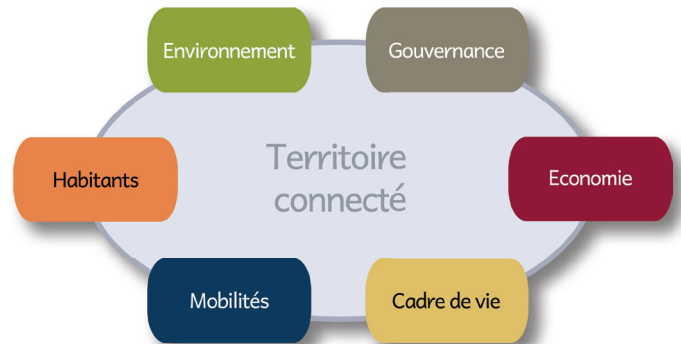 Environnement
Gouvernance
Territoire
connecté
Habitants
Economie
Mobilités
Cadre de vie